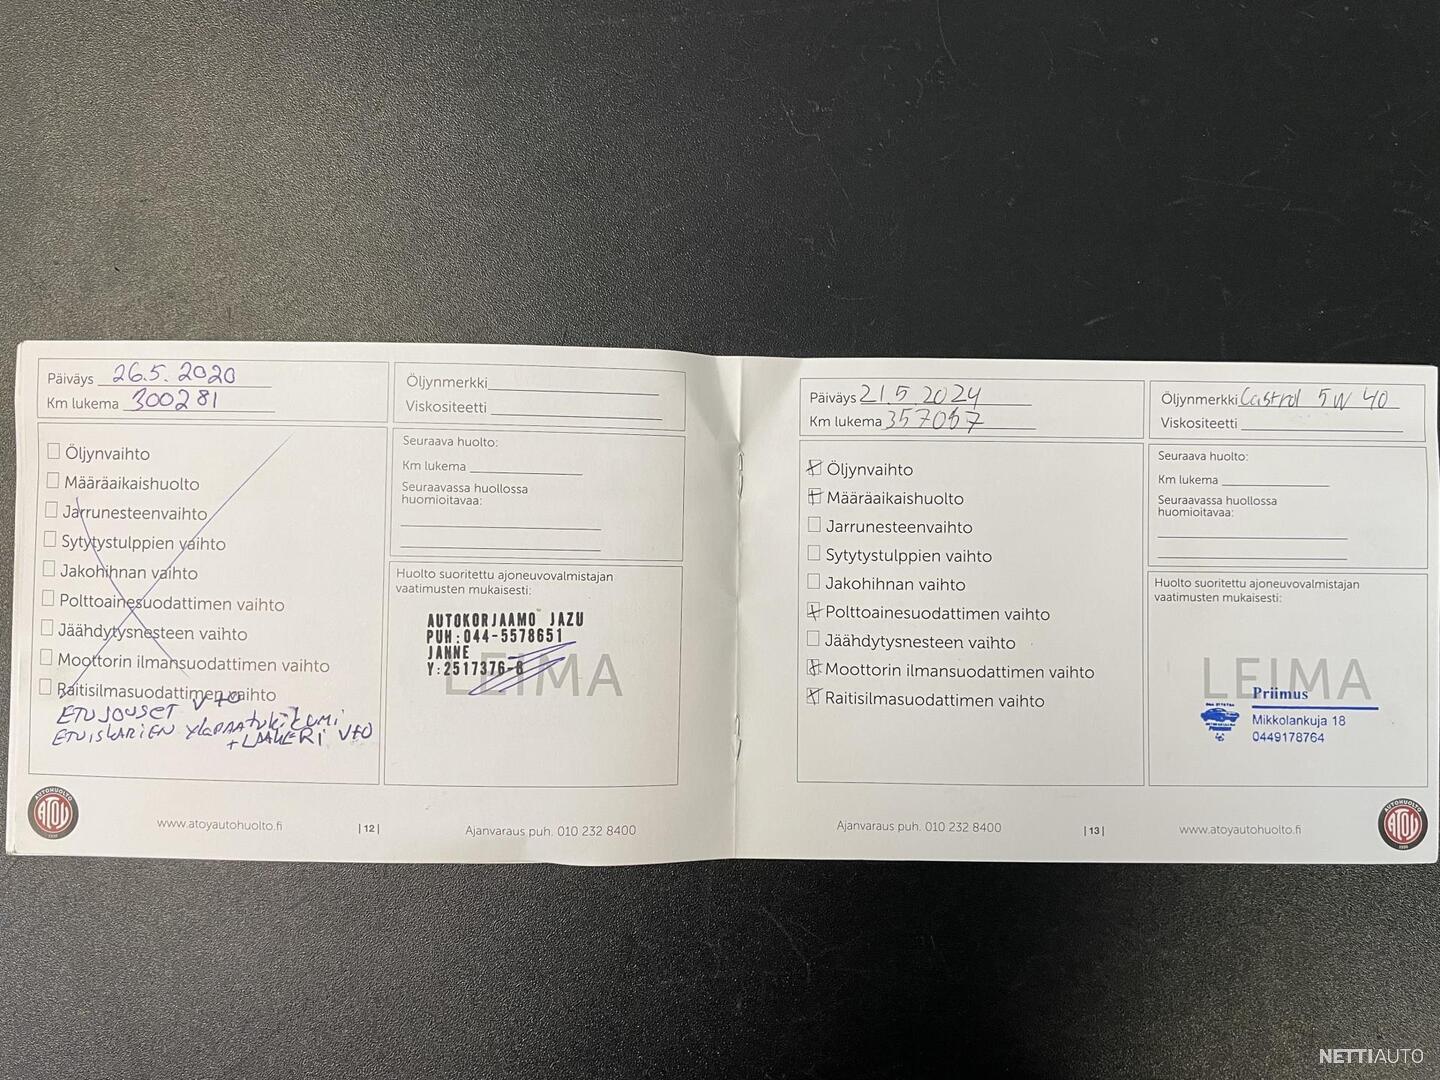 Päiväys 26.5. 2020
Km lukema 300281
Öljynmerkki
Viskositeetti
Öljynvaihto
Määräaikaishuolto
Jarrunesteenvaihto
Sytytystulppien vaihto
Jakohihnan vaihto
Polttoainesuodattimen vaihto
Jäähdytysnesteen vaihto
Moottorin ilmansuodattimen vaihto
Raitisilmasuodattimen vaihto
ETUJOUSET VTO
ETUISKARIEN YLÄPÄÄTUKIKUMI
+ LAAKERI VTO
Seuraava huolto:
Km lukema
Seuraavassa huollossa
huomioitavaa:
Huolto suoritettu ajoneuvovalmistajan
vaatimusten mukaisesti:
LEIMA
AUTOKORJAAMO JAZU
PUH:044-5578651
JANNE
Y:2517376-8
AUTOHUOLTO
ATOY
www.atoyautohuolto.fi
|12|
Ajanvaraus puh. 010 232 8400
Päiväys 21.5 2024
Km lukema 357067
Öljynmerkki Castrol 5W 40
Viskositeetti
Öljynvaihto
Määräaikaishuolto
Jarrunesteenvaihto
Sytytystulppien vaihto
Jakohihnan vaihto
Polttoainesuodattimen vaihto
Jäähdytysnesteen vaihto
Moottorin ilmansuodattimen vaihto
Raitisilmasuodattimen vaihto
Seuraava huolto:
Km lukema
Seuraavassa huollossa
huomioitavaa:
Huolto suoritettu ajoneuvovalmistajan
vaatimusten mukaisesti:
LEIMA
Priimus
Mikkolankuja 18
0449178764
Ajanvaraus puh. 010 232 8400
|13|
www.atoyautohuolto.fi
AUTOHUOLTO
ATOY
NETTIAUTO